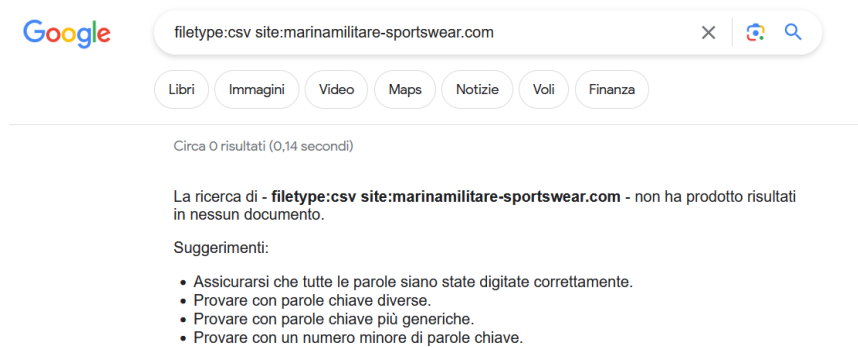 Google
filetype:csv site:marinamilitare-sportswear.com
Libri
Immagini
Video
Maps
Notizie
Voli
Finanza
Circa 0 risultati (0,14 secondi)
La ricerca di - filetype:csv site:marinamilitare-sportswear.com - non ha prodotto risultati
in nessun documento.
Suggerimenti:
• Assicurarsi che tutte le parole siano state digitate correttamente.
• Provare con parole chiave diverse.
• Provare con parole chiave più generiche.
• Provare con un numero minore di parole chiave.